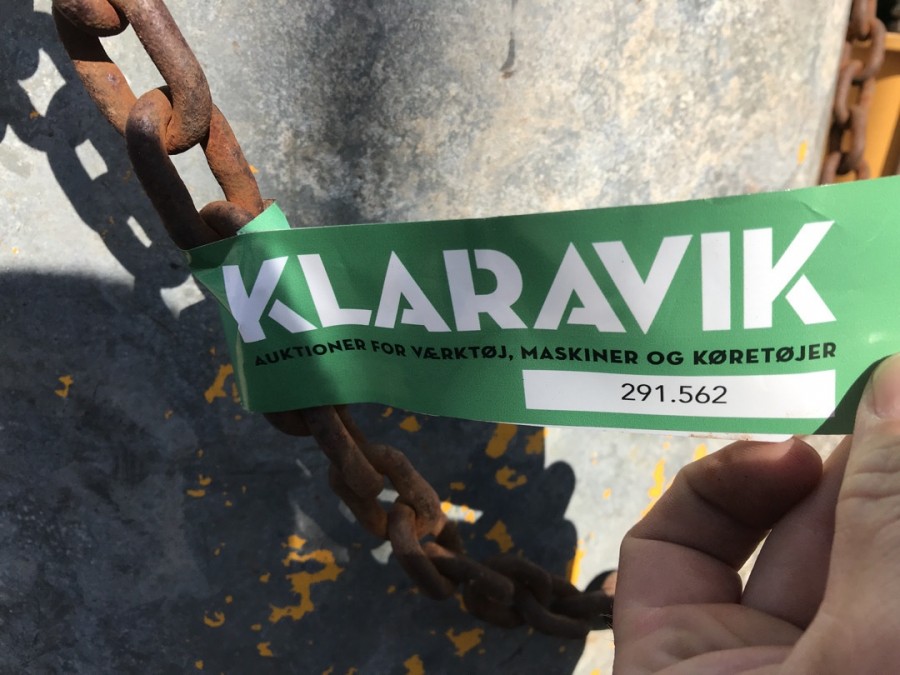 KLARAVIK
AUKTIONER FOR VÆRKTØJ, MASKINER OG KØRETØJER
291.562